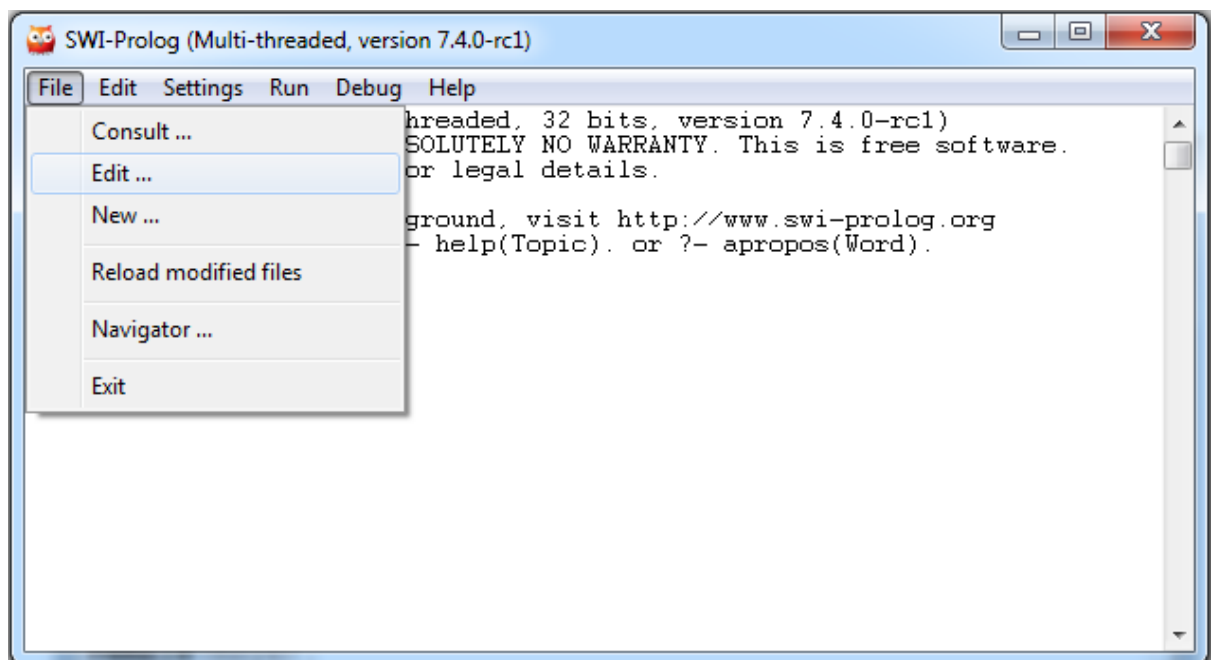 SWI-Prolog (Multi-threaded, version 7.4.0-rc1)
File Edit Settings Run Debug Help
Consult ...
Edit ...
New ...
Reload modified files
Navigator ...
Exit
hreaded, 32 bits, version 7.4.0-rc1)
SOLUTELY NO WARRANTY. This is free software.
or legal details.
ground, visit http://www.swi-prolog.org
- help(Topic). or ?- apropos(Word).